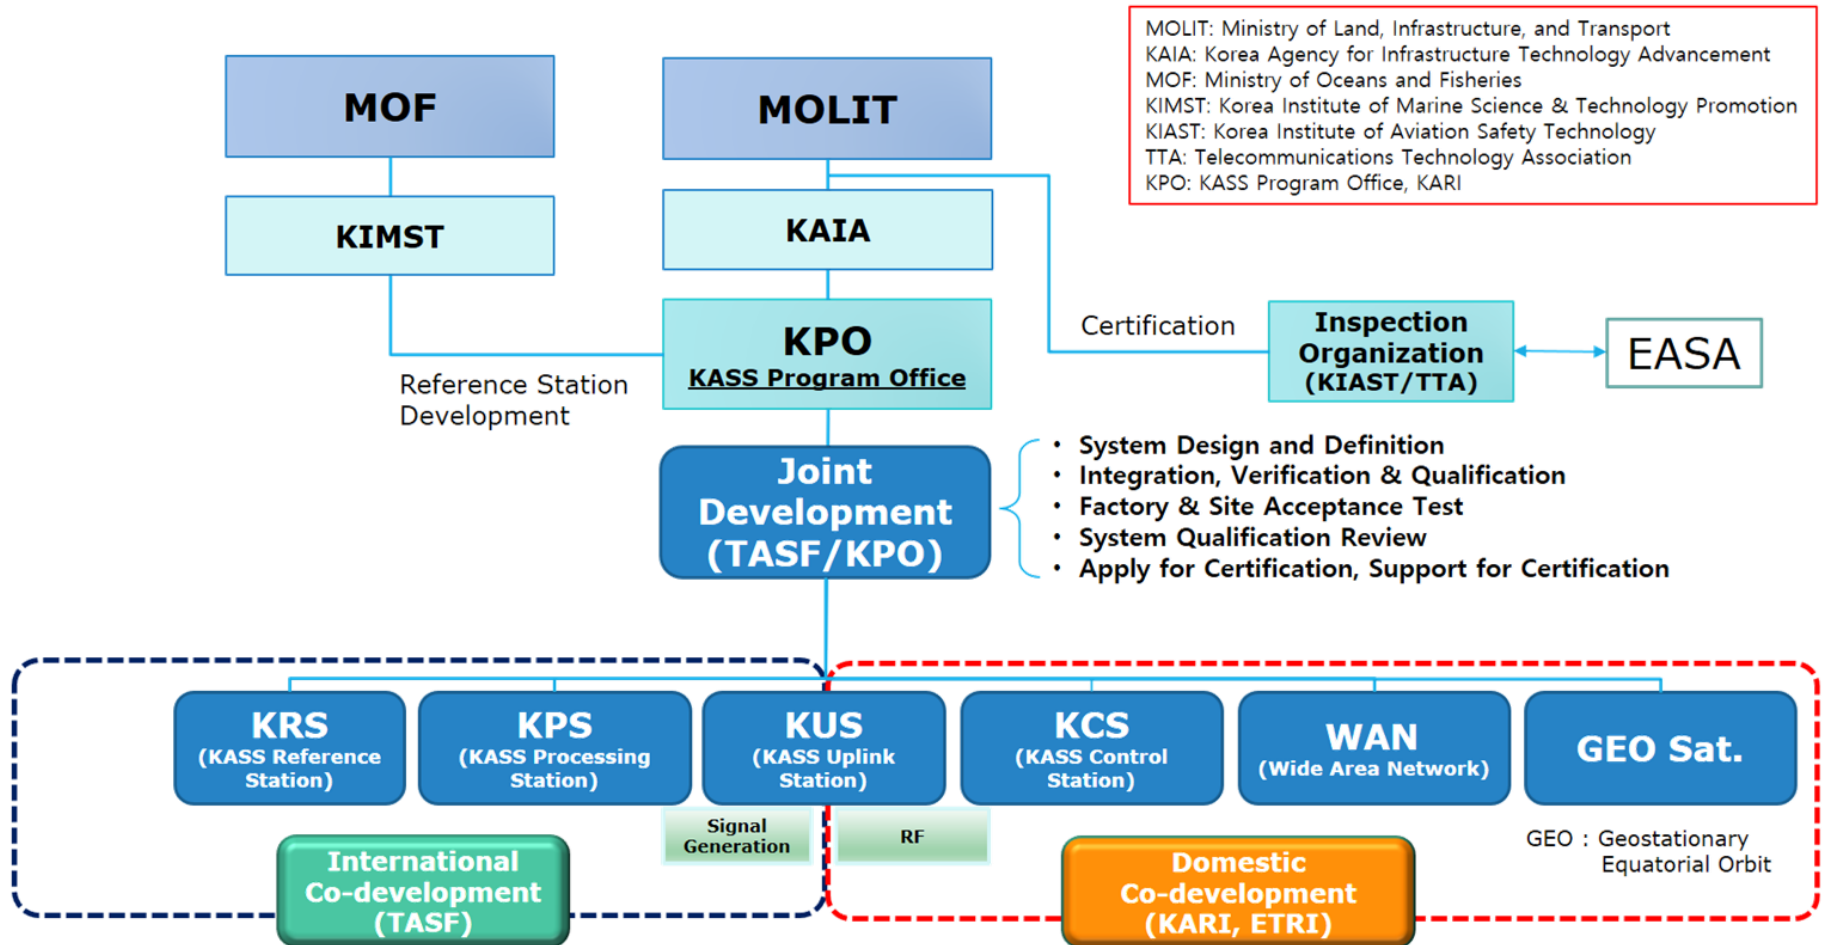 MOLIT: Ministry of Land, Infrastructure, and Transport
KAIA: Korea Agency for Infrastructure Technology Advancement
MOF: Ministry of Oceans and Fisheries
KIMST: Korea Institute of Marine Science & Technology Promotion
KIAST: Korea Institute of Aviation Safety Technology
TTA: Telecommunications Technology Association
KPO: KASS Program Office, KARI
MOF
MOLIT
KIMST
KAIA
KPO
KASS Program Office
Reference Station
Development
Certification
Inspection
Organization
(KIAST/TTA)
EASA
Joint
Development
(TASF/KPO)
• System Design and Definition
• Integration, Verification & Qualification
• Factory & Site Acceptance Test
• System Qualification Review
• Apply for Certification, Support for Certification
KRS
(KASS Reference
Station)
KPS
(KASS Processing
Station)
KUS
(KASS Uplink
Station)
KCS
(KASS Control
Station)
WAN
(Wide Area Network)
GEO Sat.
Signal
Generation
RF
GEO : Geostationary
Equatorial Orbit
International
Co-development
(TASF)
Domestic
Co-development
(KARI, ETRI)